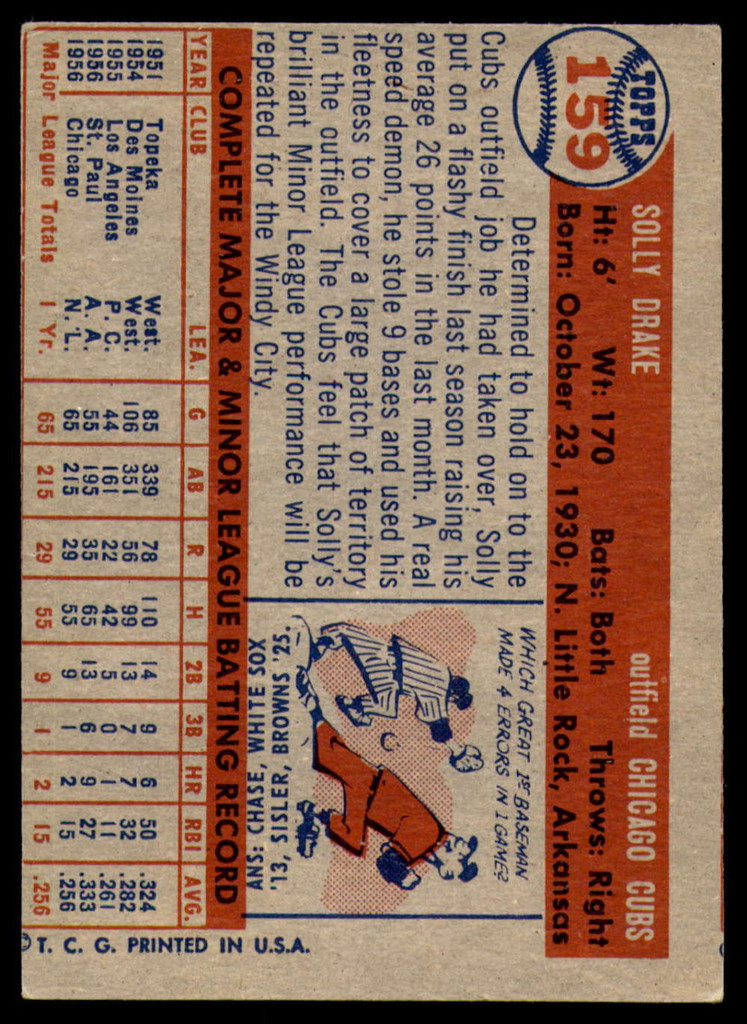 TOPPS
159
SOLLY DRAKE outfield CHICAGO CUBS
Ht: 6' Wt: 170 Bats: Both Throws: Right
Born: October 23, 1930; N. Little Rock, Arkansas
Determined to hold on to the
Cubs outfield job he had taken over, Solly
put on a flashy finish last season raising his
average 26 points in the last month. A real
speed demon, he stole 9 bases and used his
fleetness to cover a large patch of territory
in the outfield. The Cubs feel that Solly's
brilliant Minor League performance will be
repeated for the Windy City.
WHICH GREAT 1ST BASEMAN
MADE 4 ERRORS IN 1 GAME?
ANS: CHASE, WHITE SOX
'13, SISLER, BROWNS '25.
COMPLETE MAJOR & MINOR LEAGUE BATTING RECORD
YEAR CLUB LEA. G AB R H 2B 3B HR RBI AVG.
1951 Topeka West. 85 339 78 110 14 9 6 50 .324
1954 Des Moines West. 106 351 56 99 13 7 7 32 .282
1955 Los Angeles P. C. 44 161 22 42 5 0 1 11 .261
1956 St. Paul A. A. 55 195 35 65 13 6 9 27 .333
1956 Chicago N. L. 65 215 29 55 9 1 2 15 .256
Major League Totals 1 Yr. 65 215 29 55 9 1 2 15 .256
© T. C. G. PRINTED IN U.S.A.